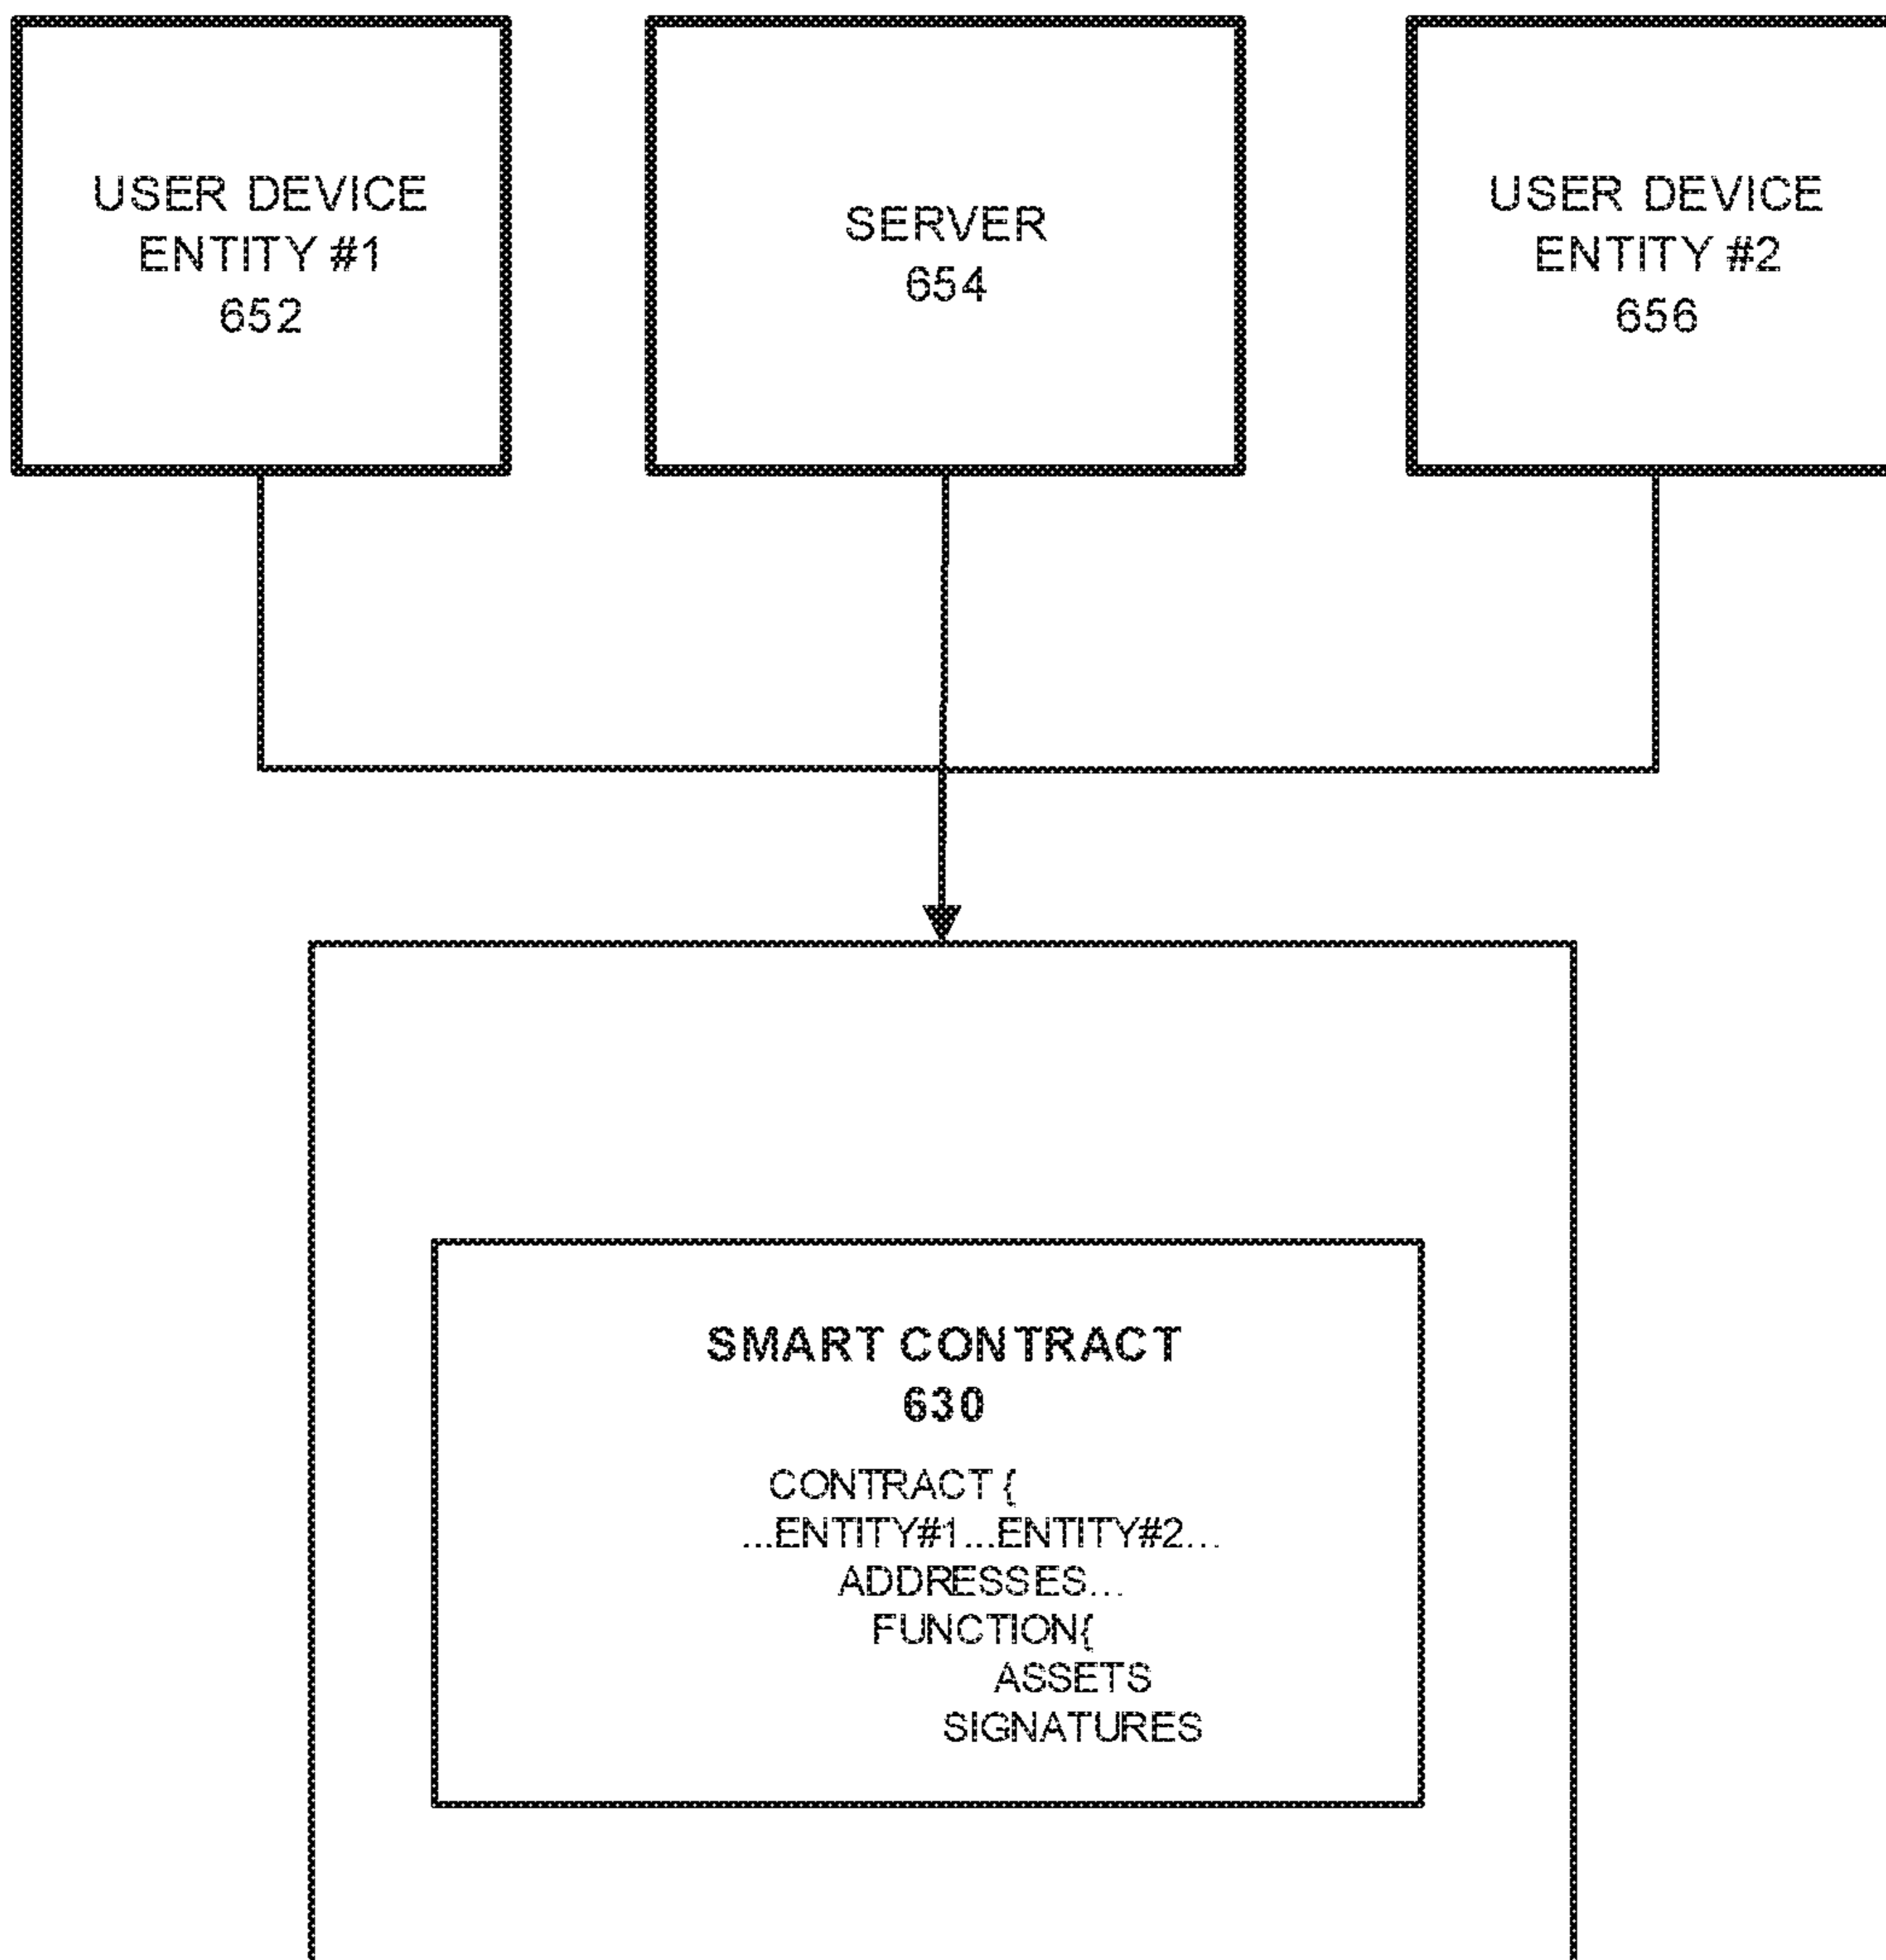 USER DEVICE
ENTITY #1
652
SERVER
654
USER DEVICE
ENTITY #2
656
SMART CONTRACT
630
CONTRACT {
...ENTITY#1...ENTITY#2...
ADDRESSES...
FUNCTION{
ASSETS
SIGNATURES